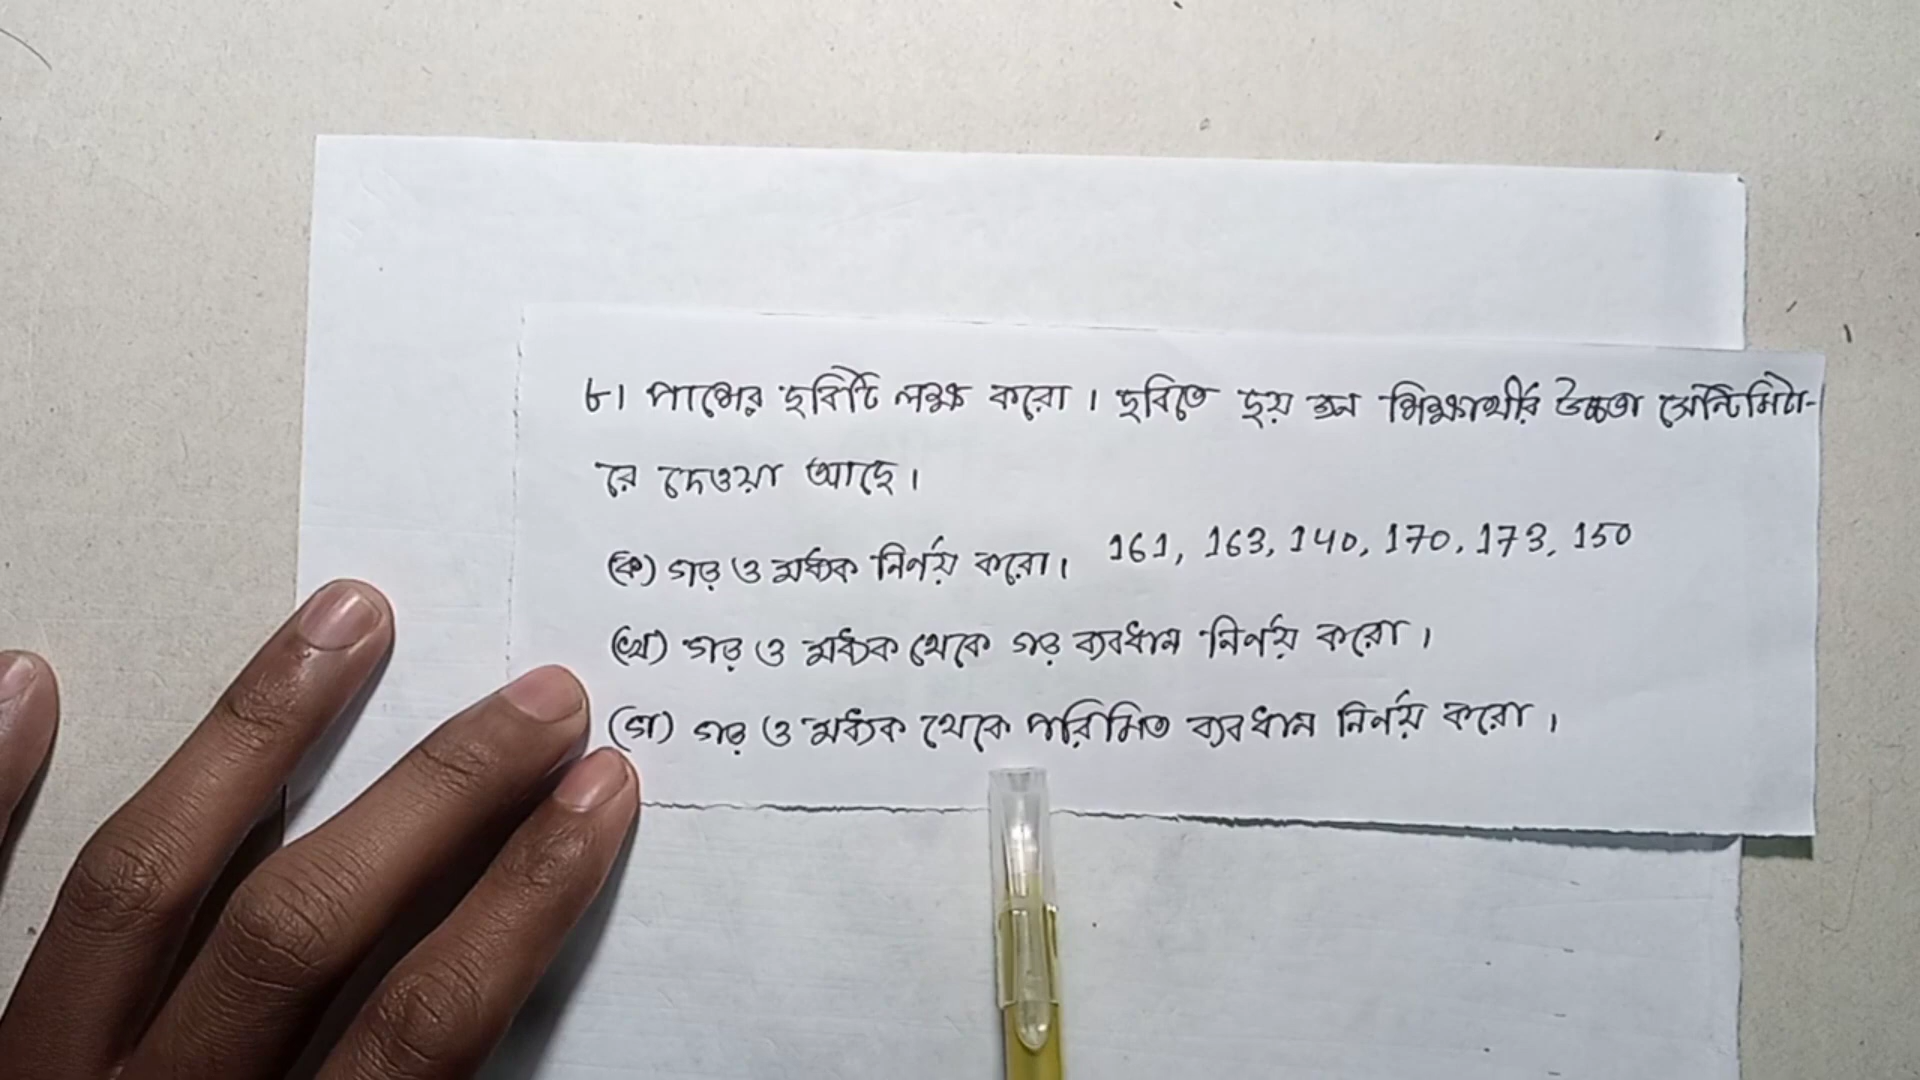 ৮। পাশের ছবিটি লক্ষ করো। ছবিতে ছয় জন শিক্ষার্থীর উচ্চতা সেন্টিমিটা-
রে দেওয়া আছে।
(ক) গড় ও মধ্যক নির্ণয় করো। 161, 163, 140, 170, 173, 150
(খ) গড় ও মধ্যক থেকে গড় ব্যবধান নির্ণয় করো।
(গ) গড় ও মধ্যক থেকে পরিমিত ব্যবধান নির্ণয় করো।